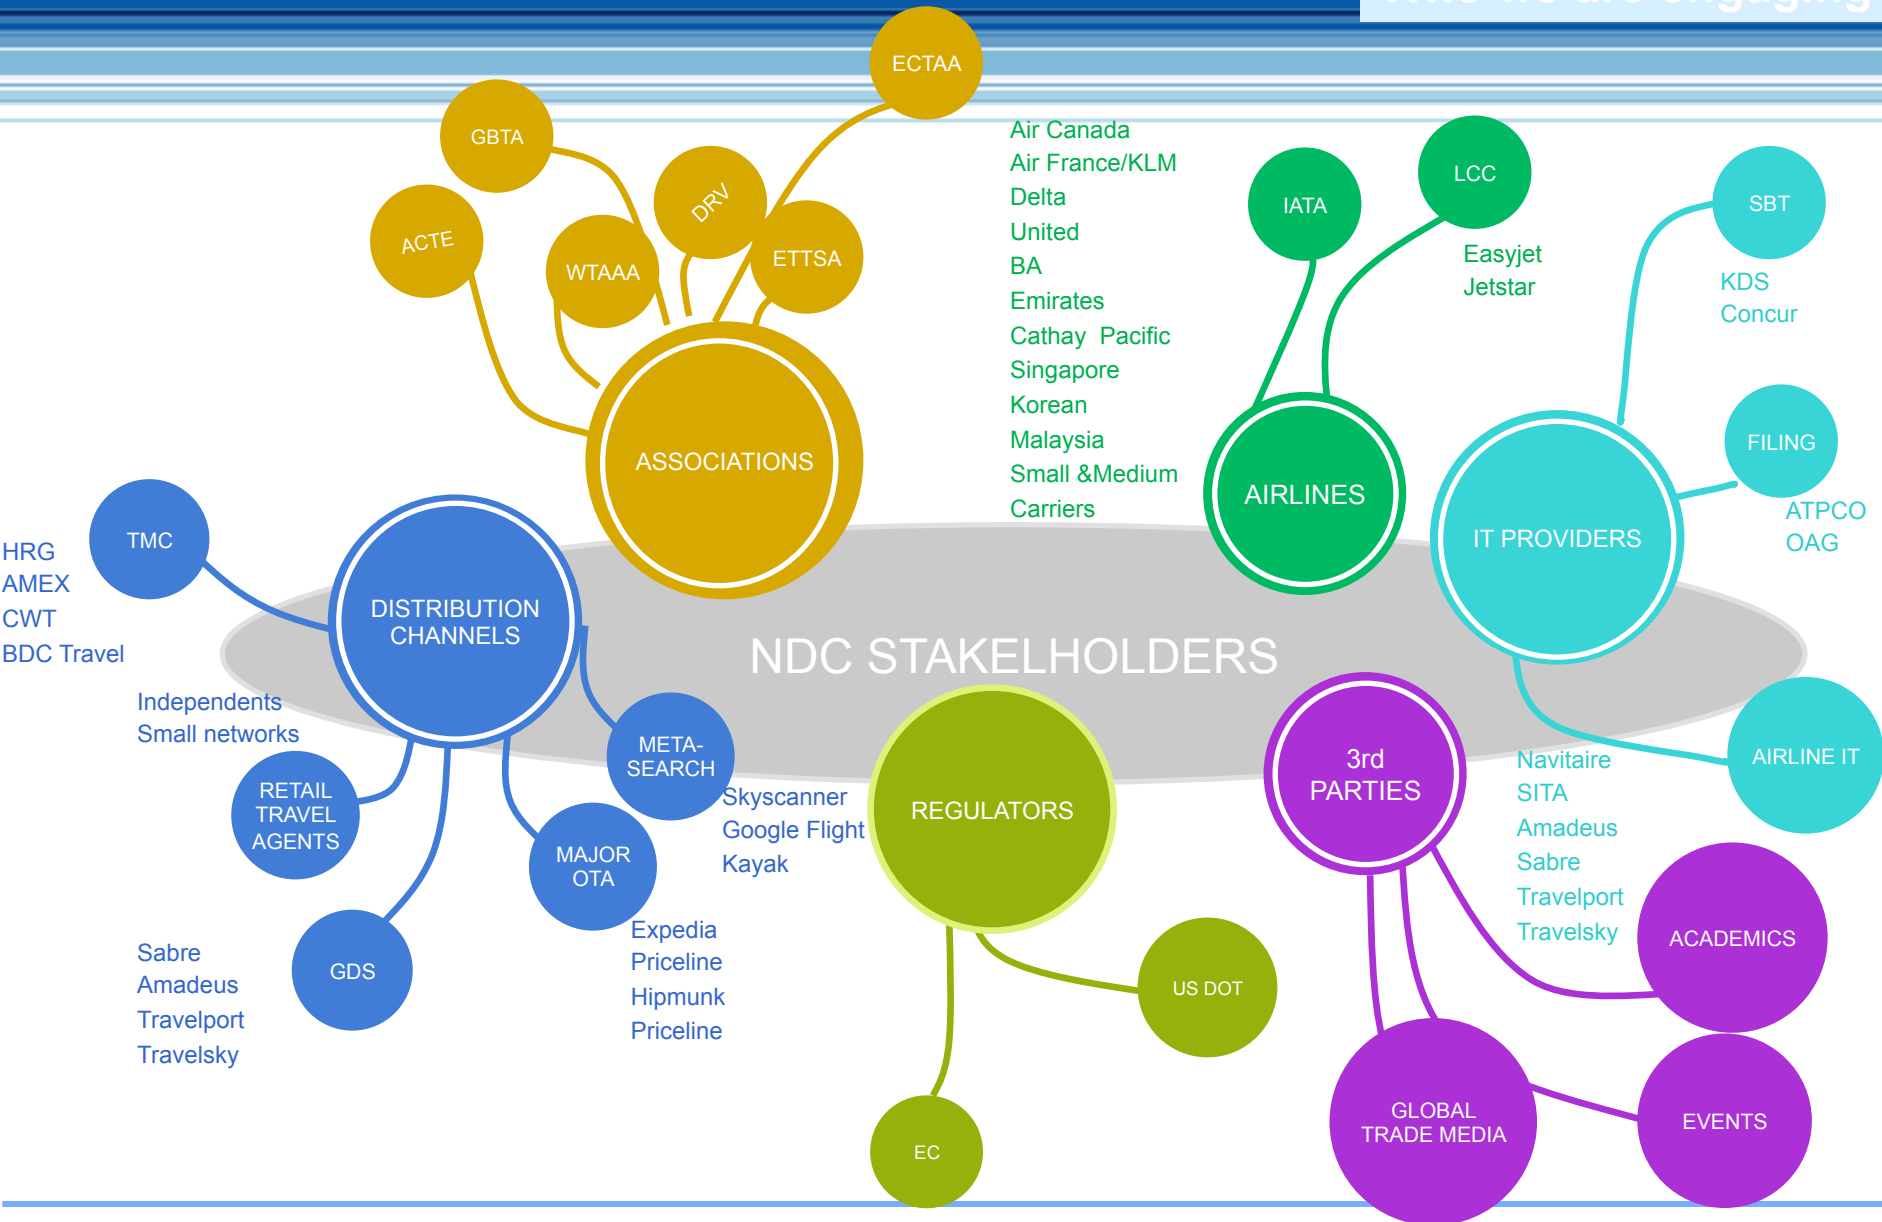 Who we are engaging
ECTAA
GBTA
DRV
ACTE
WTAAA
ETTSA
ASSOCIATIONS
Air Canada
Air France/KLM
Delta
United
BA
Emirates
Cathay Pacific
Singapore
Korean
Malaysia
Small &Medium
Carriers
IATA
LCC
Easyjet
Jetstar
AIRLINES
SBT
KDS
Concur
FILING
ATPCO
OAG
IT PROVIDERS
AIRLINE IT
Navitaire
SITA
Amadeus
Sabre
Travelport
Travelsky
TMC
HRG
AMEX
CWT
BDC Travel
DISTRIBUTION
CHANNELS
NDC STAKELHOLDERS
Independents
Small networks
RETAIL
TRAVEL
AGENTS
META-
SEARCH
Skyscanner
Google Flight
Kayak
MAJOR
OTA
Expedia
Priceline
Hipmunk
Priceline
GDS
Sabre
Amadeus
Travelport
Travelsky
REGULATORS
US DOT
EC
3rd
PARTIES
ACADEMICS
GLOBAL
TRADE MEDIA
EVENTS